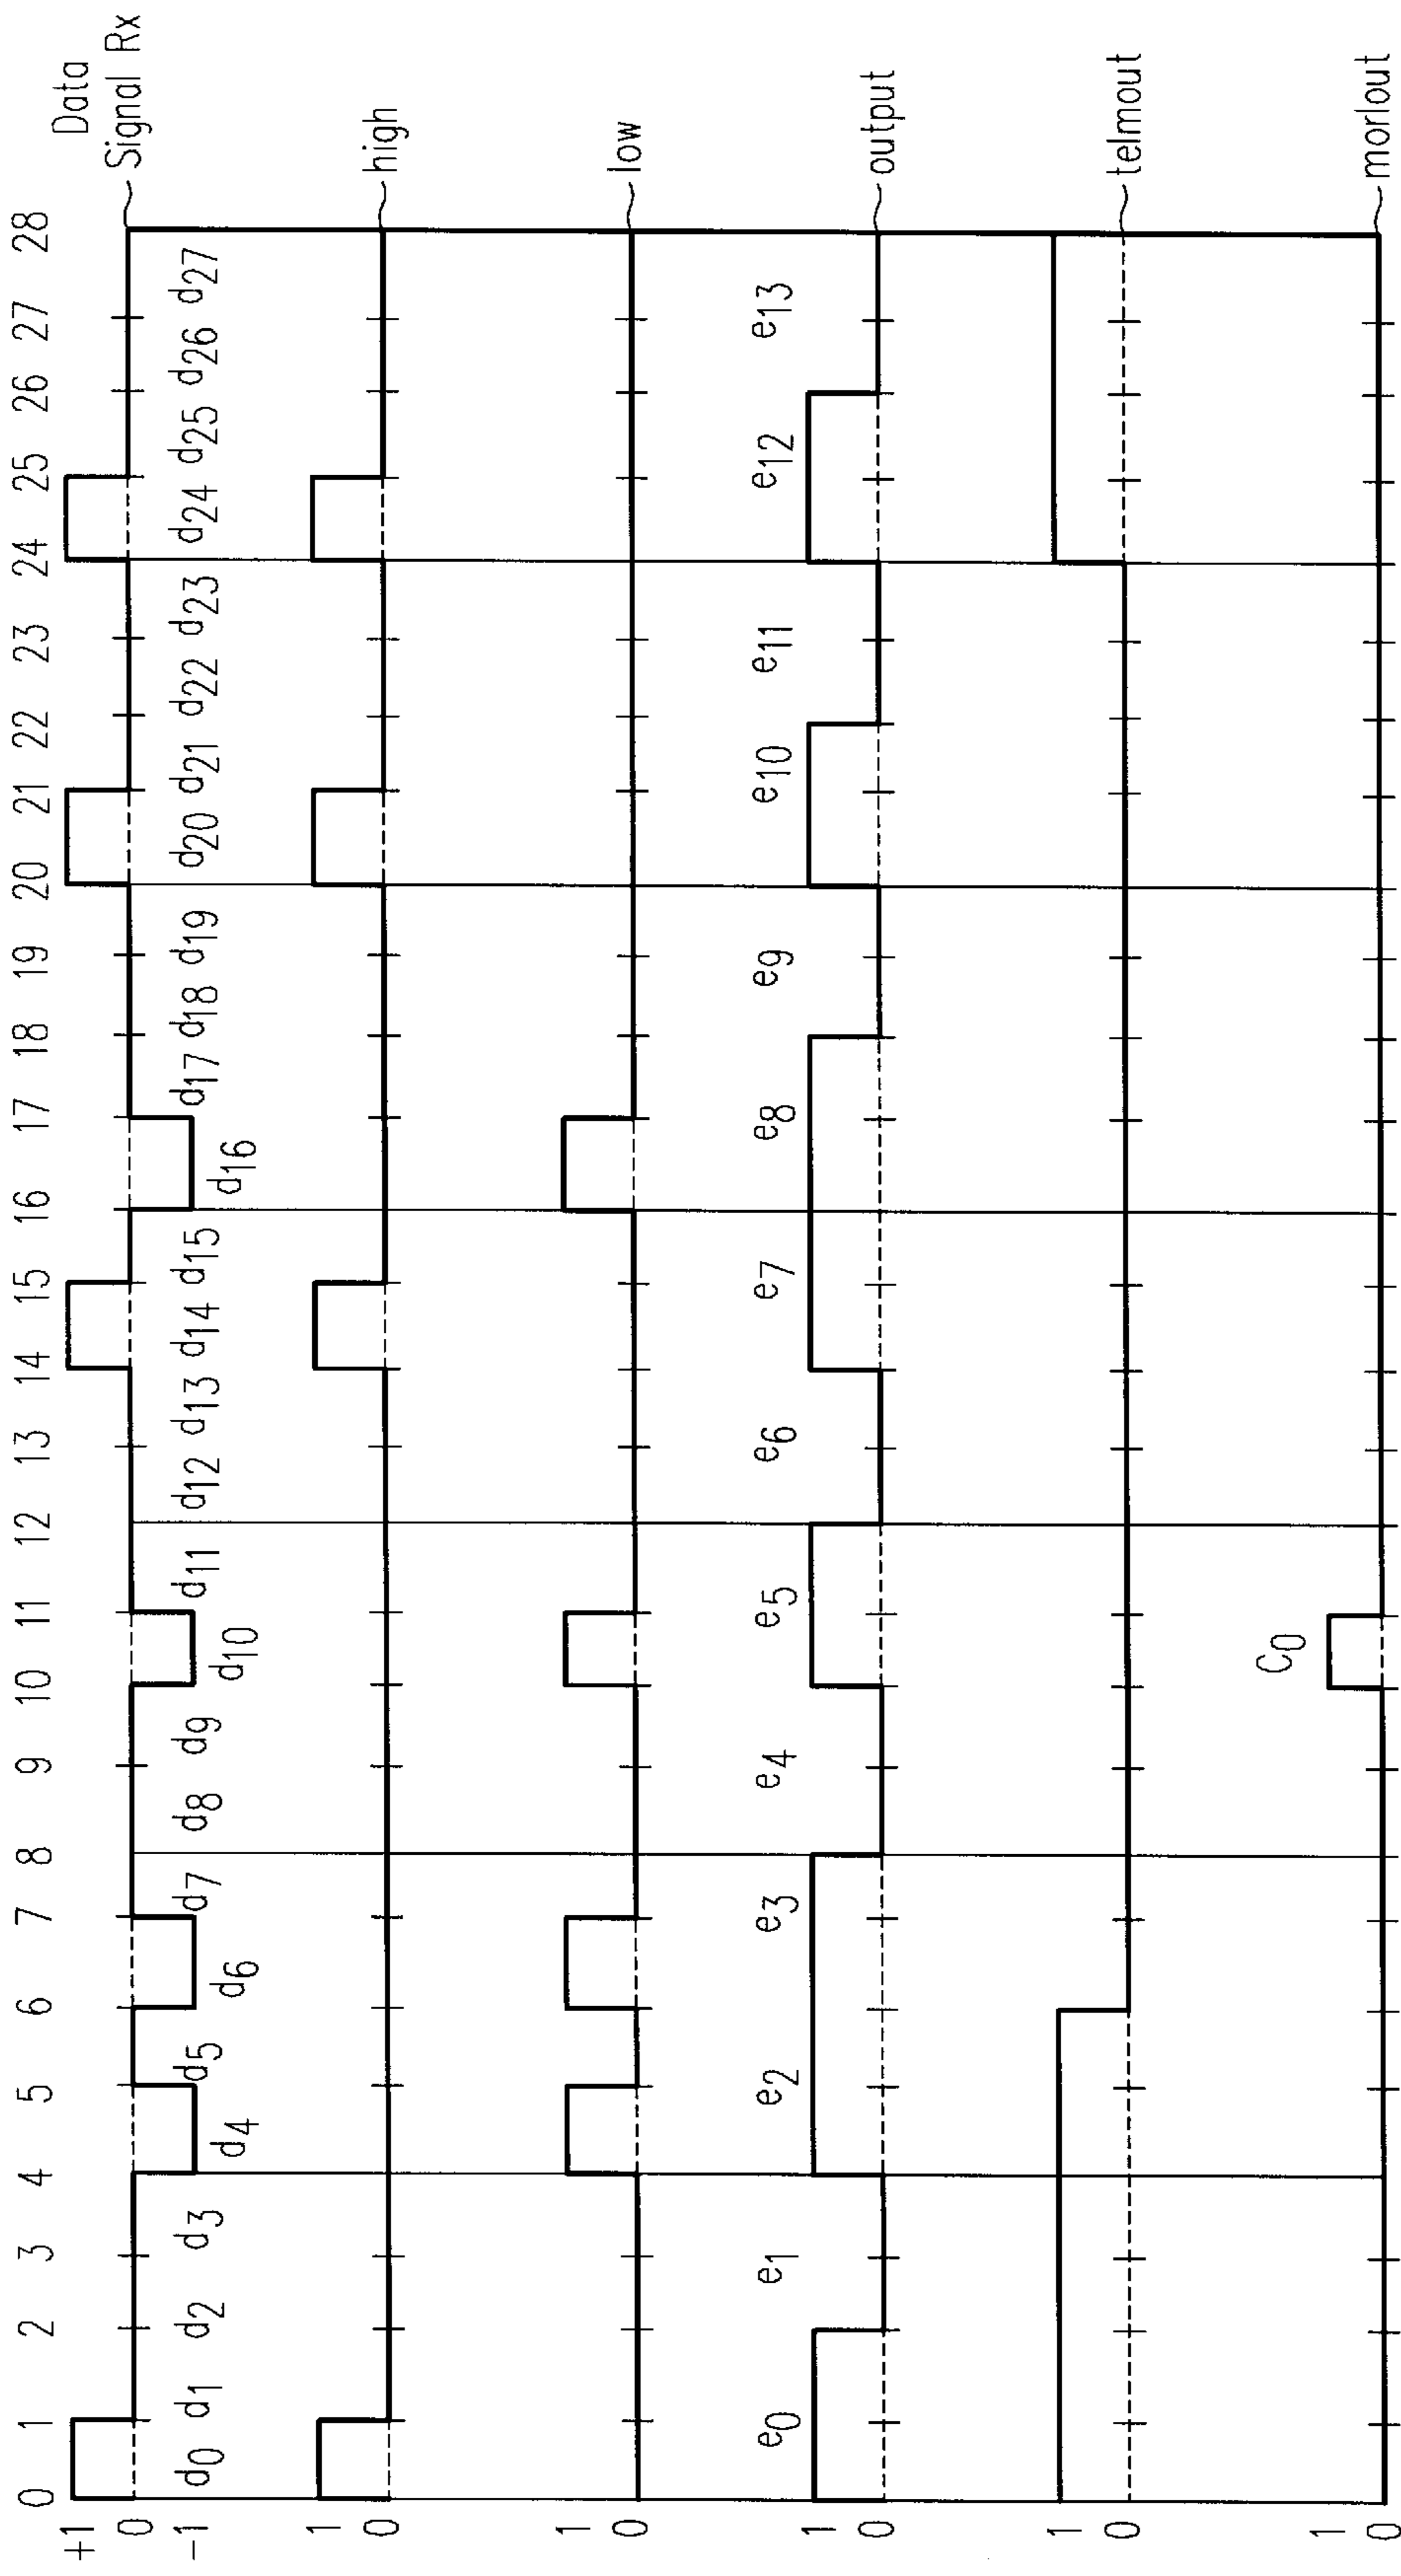 0 1 2 3 4 5 6 7 8 9 10 11 12 13 14 15 16 17 18 19 20 21 22 23 24 25 26 27 28
+1
0
-1
Data
Signal Rx
d0 d1 d2 d3 d4 d5 d6 d7 d8 d9 d10 d11 d12 d13 d14 d15 d16 d17 d18 d19 d20 d21 d22 d23 d24 d25 d26 d27
1
0
high
1
0
low
e0 e1 e2 e3 e4 e5 e6 e7 e8 e9 e10 e11 e12 e13
1
0
output
1
0
telmout
C0
1
0
morlout